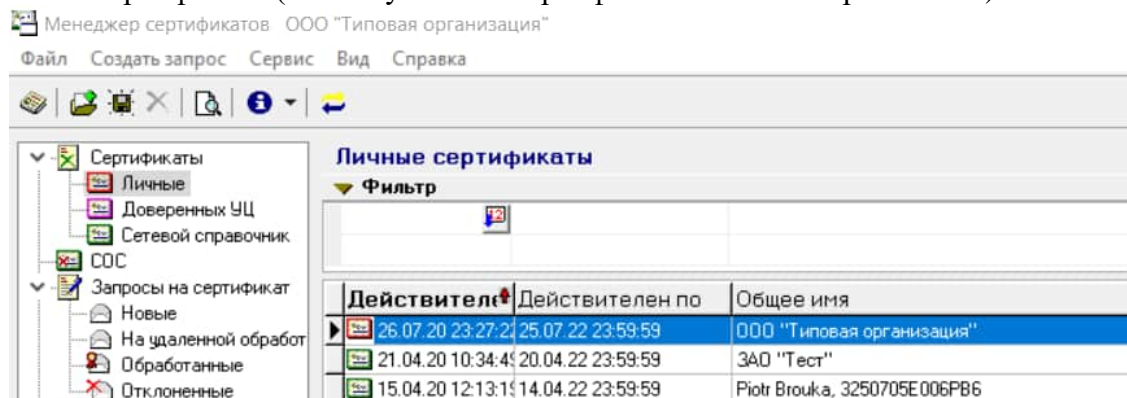 Менеджер сертификатов ООО "Типовая организация"
Файл Создать запрос Сервис Вид Справка
Сертификаты
Личные
Доверенных УЦ
Сетевой справочник
СОС
Запросы на сертификат
Новые
На удаленной обработ
Обработанные
Отклоненные
Личные сертификаты
Фильтр
12
Действителе Действителен по Общее имя
26.07.20 23:27:2 25.07.22 23:59:59 ООО "Типовая организация"
21.04.20 10:34:4 20.04.22 23:59:59 ЗАО "Тест"
15.04.20 12:13:1 14.04.22 23:59:59 Piotr Brouka, 3250705E006PB6